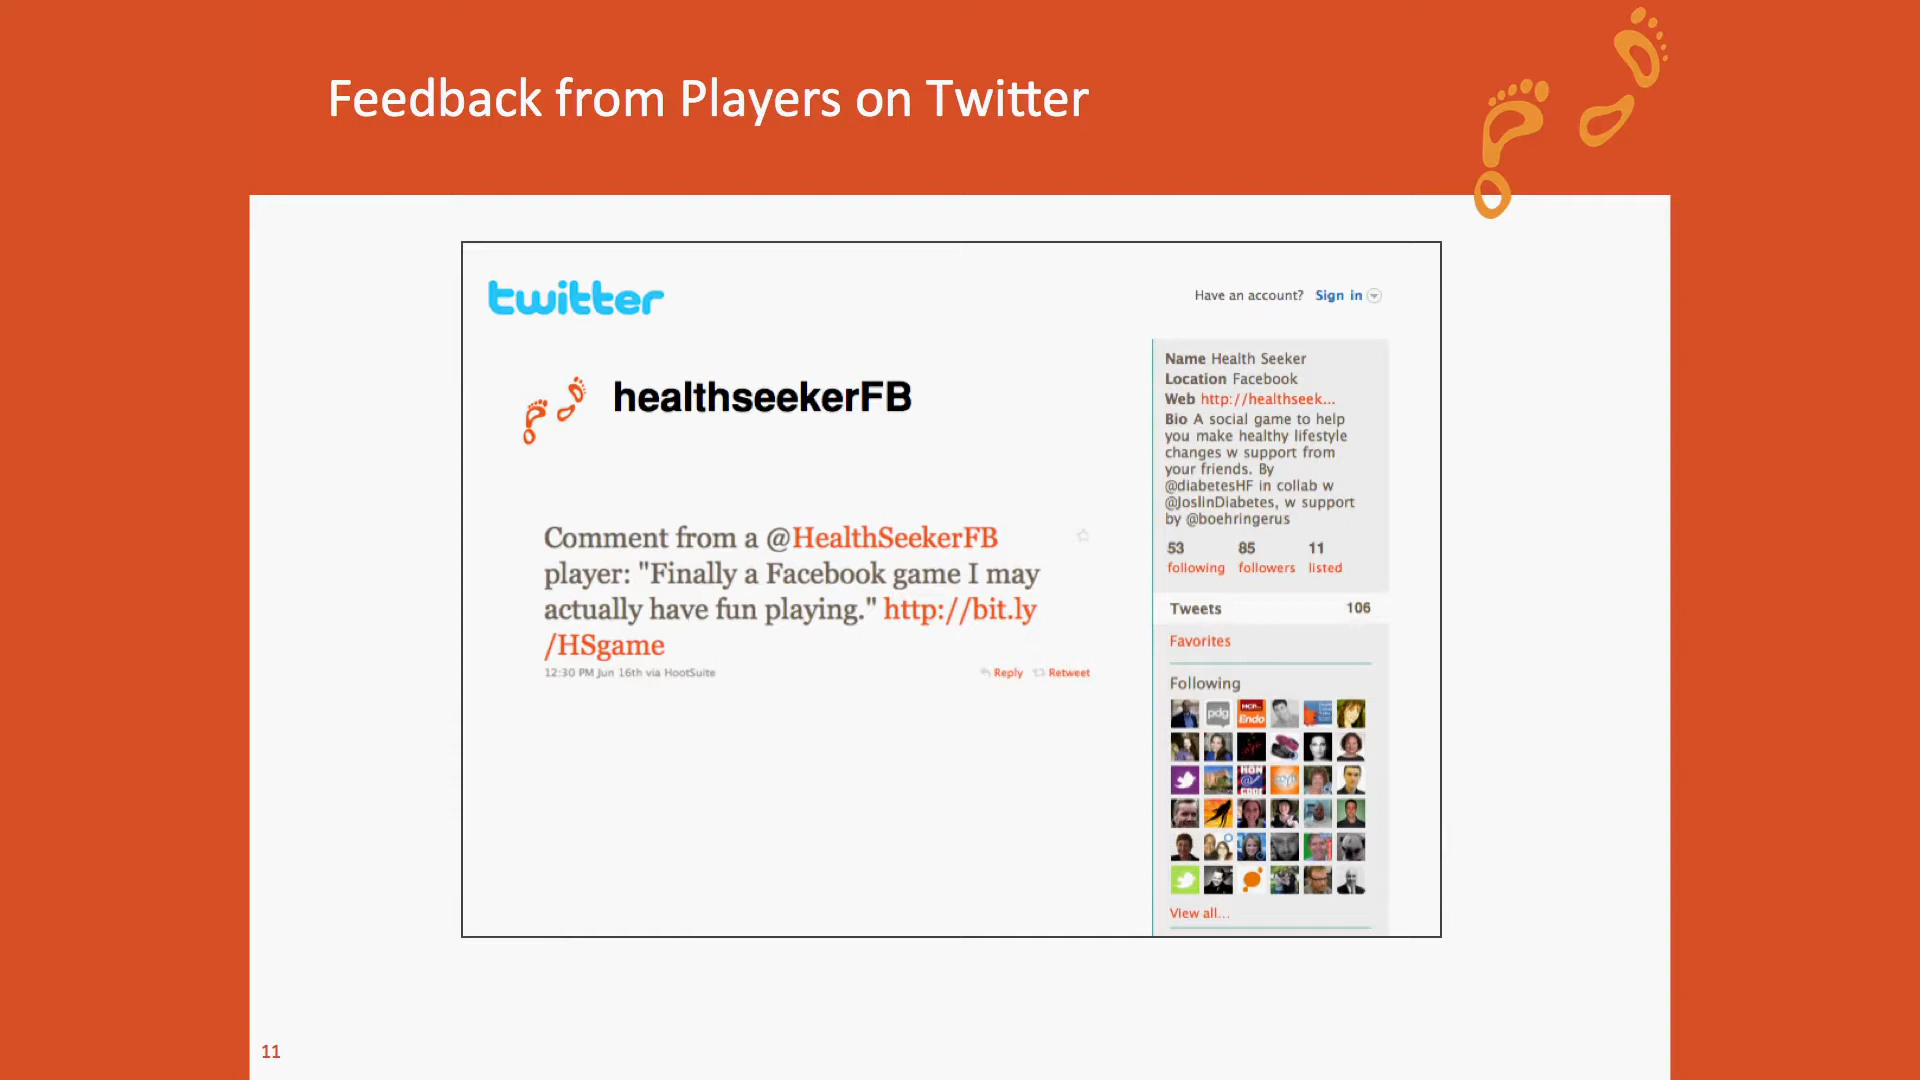 Feedback from Players on Twitter
twitter
Have an account? Sign in
healthseekerFB
Name Health Seeker
Location Facebook
Web http://healthseek...
Bio A social game to help
you make healthy lifestyle
changes w support from
your friends. By
@diabetesHF in collab w
@JoslinDiabetes, w support
by @boehringerus
53 85 11
following followers listed
Tweets 106
Favorites
Following
pdg
Endo
View all...
Comment from a @HealthSeekerFB
player: "Finally a Facebook game I may
actually have fun playing." http://bit.ly
/HSgame
12:30 PM Jun 16th via HootSuite
Reply Retweet
11